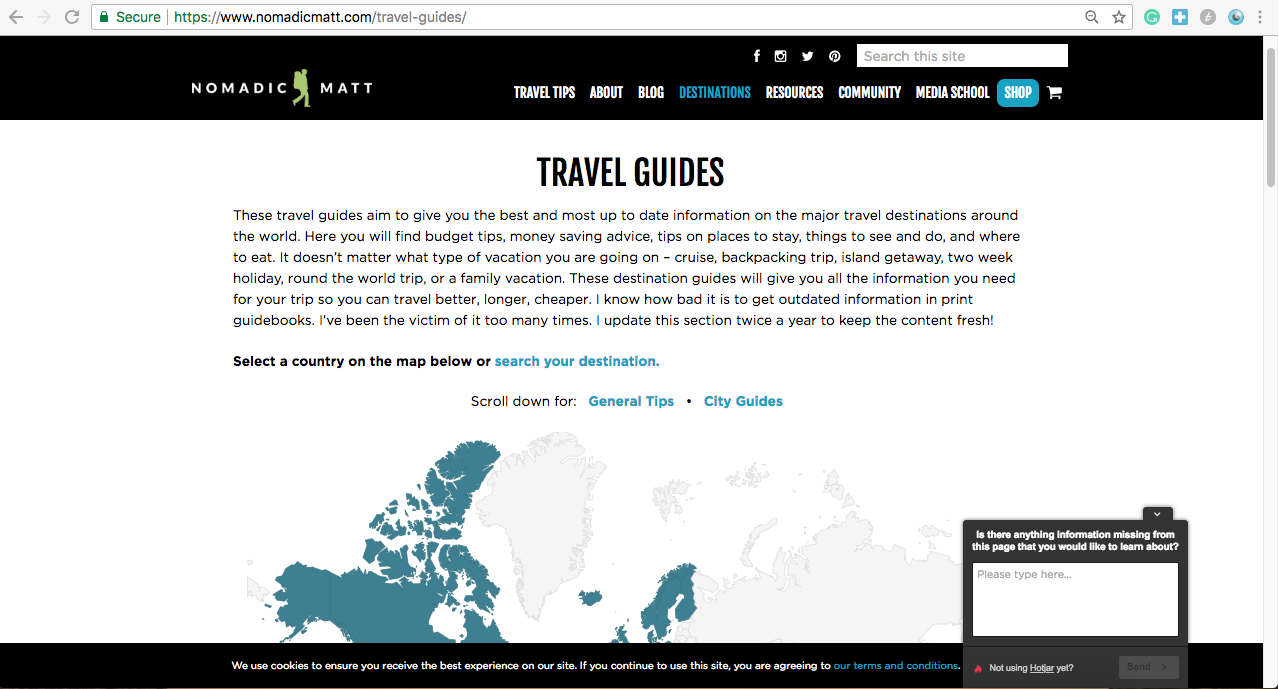 Secure https://www.nomadicmatt.com/travel-guides/
Search this site
NOMADIC MATT
TRAVEL TIPS ABOUT BLOG DESTINATIONS RESOURCES COMMUNITY MEDIA SCHOOL SHOP
TRAVEL GUIDES
These travel guides aim to give you the best and most up to date information on the major travel destinations around
the world. Here you will find budget tips, money saving advice, tips on places to stay, things to see and do, and where
to eat. It doesn't matter what type of vacation you are going on – cruise, backpacking trip, island getaway, two week
holiday, round the world trip, or a family vacation. These destination guides will give you all the information you need
for your trip so you can travel better, longer, cheaper. I know how bad it is to get outdated information in print
guidebooks. I've been the victim of it too many times. I update this section twice a year to keep the content fresh!
Select a country on the map below or search your destination.
Scroll down for: General Tips • City Guides
Is there anything information missing from
this page that you would like to learn about?
Please type here...
Not using Hotjar yet?
Send
We use cookies to ensure you receive the best experience on our site. If you continue to use this site, you are agreeing to our terms and conditions.